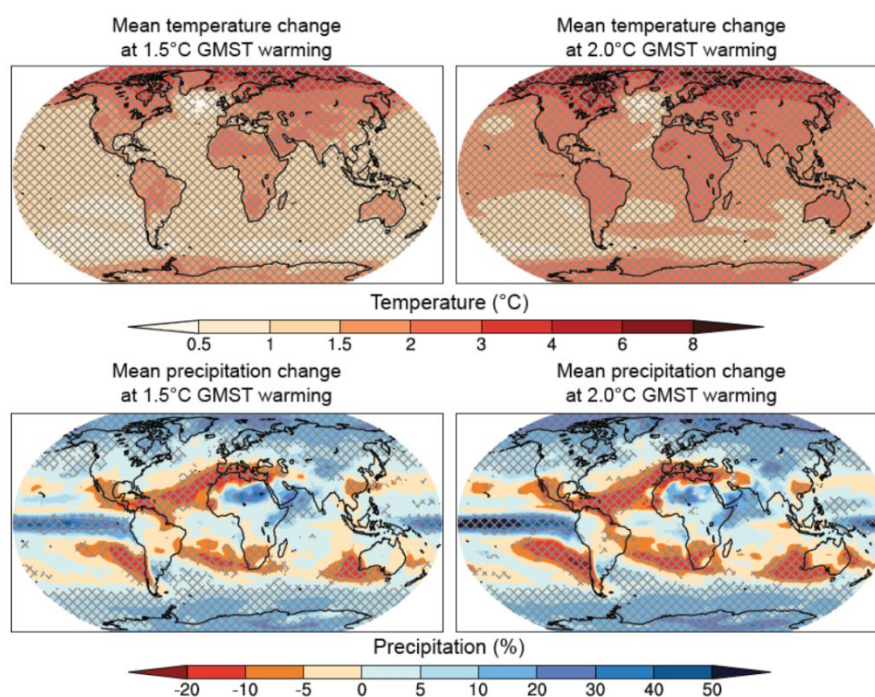 Mean temperature change
at 1.5°C GMST warming
Mean temperature change
at 2.0°C GMST warming
Temperature (°C)
0.5 1 1.5 2 3 4 6 8
Mean precipitation change
at 1.5°C GMST warming
Mean precipitation change
at 2.0°C GMST warming
Precipitation (%)
-20 -10 -5 0 5 10 20 30 40 50